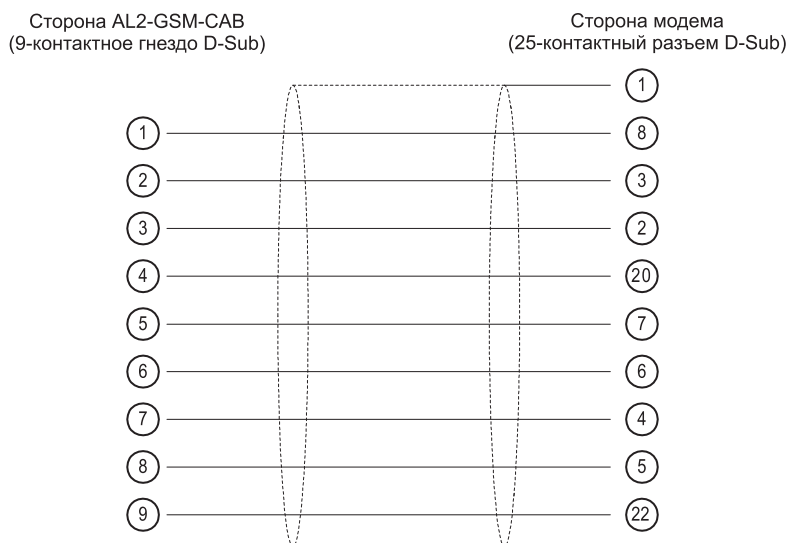 Сторона AL2-GSM-CAB
(9-контактное гнездо D-Sub)
Сторона модема
(25-контактный разъем D-Sub)
1
1 8
2 3
3 2
4 20
5 7
6 6
7 4
8 5
9 22